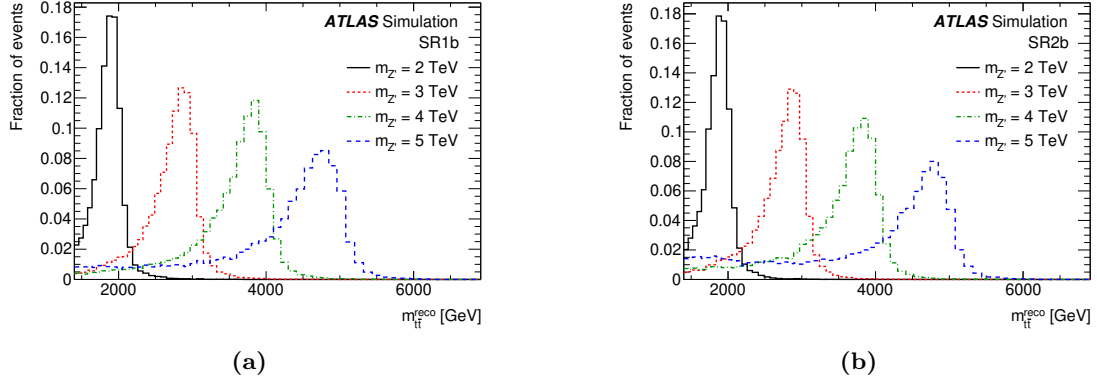 ATLAS Simulation
SR1b
m_Z' = 2 TeV
m_Z' = 3 TeV
m_Z' = 4 TeV
m_Z' = 5 TeV
Fraction of events
0.18
0.16
0.14
0.12
0.1
0.08
0.06
0.04
0.02
0
2000 4000 6000
m_{tt̄}^{reco} [GeV]
(a)
ATLAS Simulation
SR2b
m_Z' = 2 TeV
m_Z' = 3 TeV
m_Z' = 4 TeV
m_Z' = 5 TeV
Fraction of events
0.18
0.16
0.14
0.12
0.1
0.08
0.06
0.04
0.02
0
2000 4000 6000
m_{tt̄}^{reco} [GeV]
(b)